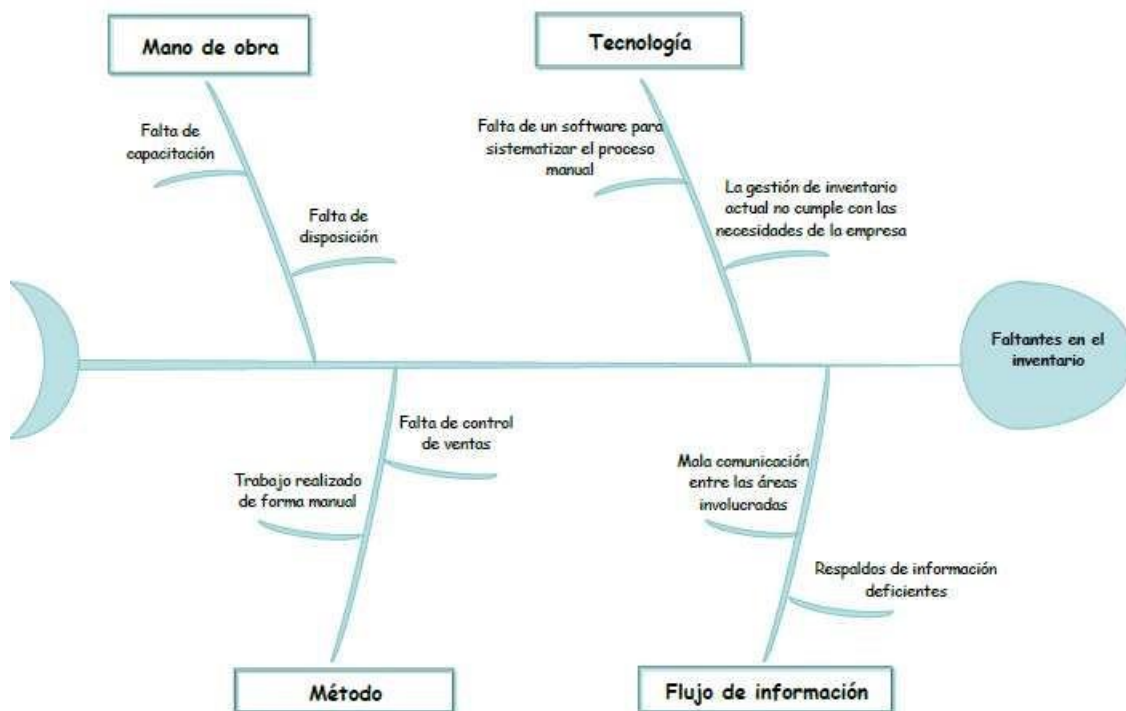 Mano de obra
Tecnología
Falta de
capacitación
Falta de un software para
sistematizar el proceso
manual
Falta de
disposición
La gestión de inventario
actual no cumple con las
necesidades de la empresa
Faltantes en el
inventario
Falta de control
de ventas
Trabajo realizado
de forma manual
Mala comunicación
entre las áreas
involucradas
Respaldos de información
deficientes
Método
Flujo de información